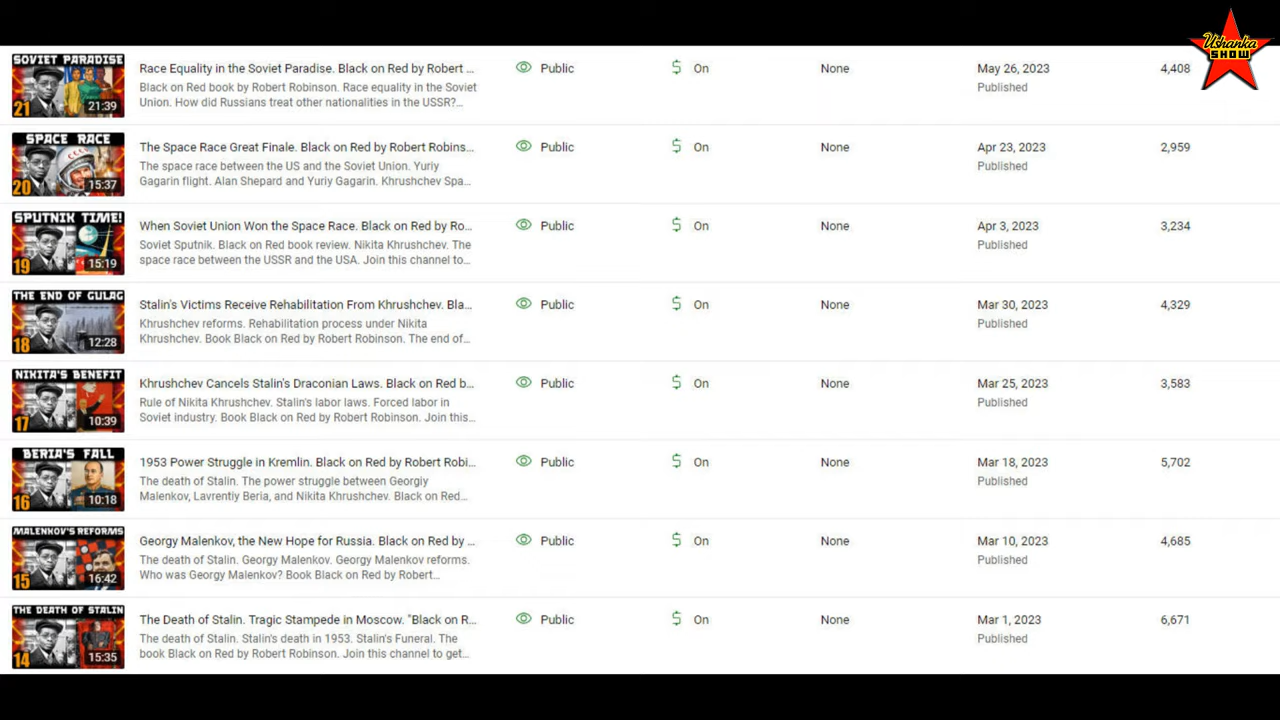 Ushanka
SHOW
SOVIET PARADISE
21
21:39
Race Equality in the Soviet Paradise. Black on Red by Robert ...
Black on Red book by Robert Robinson. Race equality in the Soviet
Union. How did Russians treat other nationalities in the USSR?...
Public
On
None
May 26, 2023
Published
4,408
SPACE RACE
20
15:37
The Space Race Great Finale. Black on Red by Robert Robins...
The space race between the US and the Soviet Union. Yuriy
Gagarin flight. Alan Shepard and Yuriy Gagarin. Khrushchev Spa...
Public
On
None
Apr 23, 2023
Published
2,959
SPUTNIK TIME!
19
15:19
When Soviet Union Won the Space Race. Black on Red by Ro...
Soviet Sputnik. Black on Red book review. Nikita Khrushchev. The
space race between the USSR and the USA. Join this channel to...
Public
On
None
Apr 3, 2023
Published
3,234
THE END OF GULAG
18
12:28
Stalin's Victims Receive Rehabilitation From Khrushchev. Bla...
Khrushchev reforms. Rehabilitation process under Nikita
Khrushchev. Book Black on Red by Robert Robinson. The end of...
Public
On
None
Mar 30, 2023
Published
4,329
NIKITA'S BENEFIT
17
10:39
Khrushchev Cancels Stalin's Draconian Laws. Black on Red b...
Rule of Nikita Khrushchev. Stalin's labor laws. Forced labor in
Soviet industry. Book Black on Red by Robert Robinson. Join this...
Public
On
None
Mar 25, 2023
Published
3,583
BERIA'S FALL
16
10:18
1953 Power Struggle in Kremlin. Black on Red by Robert Robi...
The death of Stalin. The power struggle between Georgiy
Malenkov, Lavrentiy Beria, and Nikita Khrushchev. Black on Red...
Public
On
None
Mar 18, 2023
Published
5,702
MALENKOV'S REFORMS
15
16:42
Georgy Malenkov, the New Hope for Russia. Black on Red by ...
The death of Stalin. Georgy Malenkov. Georgy Malenkov reforms.
Who was Georgy Malenkov? Book Black on Red by Robert...
Public
On
None
Mar 10, 2023
Published
4,685
THE DEATH OF STALIN
14
15:35
The Death of Stalin. Tragic Stampede in Moscow. "Black on R...
The death of Stalin. Stalin's death in 1953. Stalin's Funeral. The
book Black on Red by Robert Robinson. Join this channel to get...
Public
On
None
Mar 1, 2023
Published
6,671